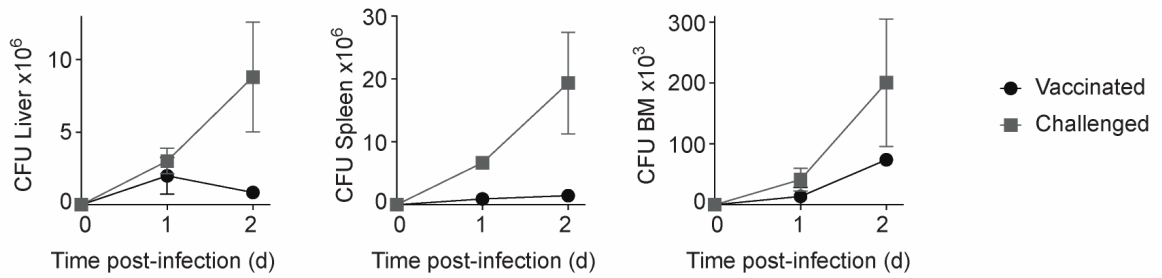 CFU Liver x10⁶
10
5
0
0 1 2
Time post-infection (d)
CFU Spleen x10⁶
30
20
10
0
0 1 2
Time post-infection (d)
CFU BM x10³
300
200
100
0
0 1 2
Time post-infection (d)
Vaccinated
Challenged